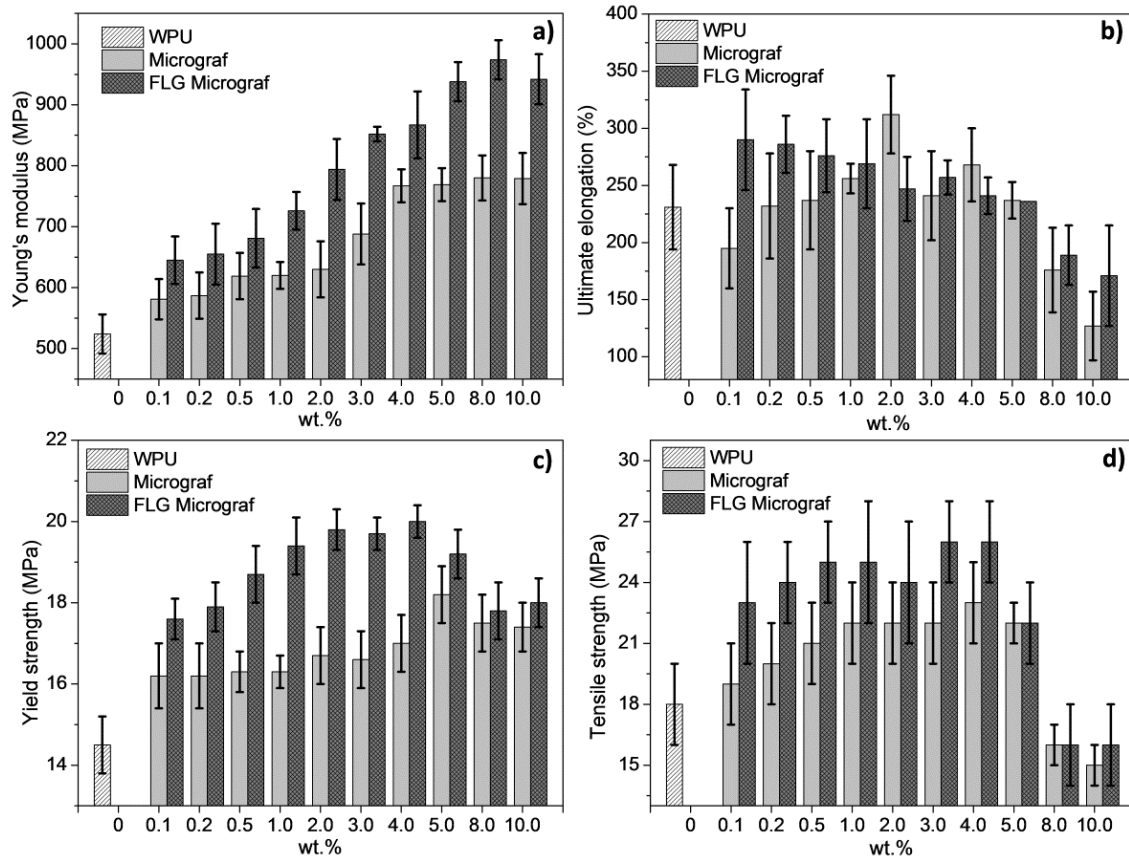 a)
WPU
Micrograf
FLG Micrograf
1000
900
800
700
600
500
Young's modulus (MPa)
0 0.1 0.2 0.5 1.0 2.0 3.0 4.0 5.0 8.0 10.0
wt.%
b)
WPU
Micrograf
FLG Micrograf
400
350
300
250
200
150
100
Ultimate elongation (%)
0 0.1 0.2 0.5 1.0 2.0 3.0 4.0 5.0 8.0 10.0
wt.%
c)
WPU
Micrograf
FLG Micrograf
22
20
18
16
14
Yield strength (MPa)
0 0.1 0.2 0.5 1.0 2.0 3.0 4.0 5.0 8.0 10.0
wt.%
d)
WPU
Micrograf
FLG Micrograf
30
27
24
21
18
15
Tensile strength (MPa)
0 0.1 0.2 0.5 1.0 2.0 3.0 4.0 5.0 8.0 10.0
wt.%